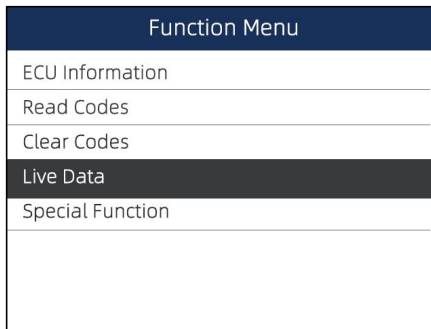 Function Menu
ECU Information
Read Codes
Clear Codes
Live Data
Special Function